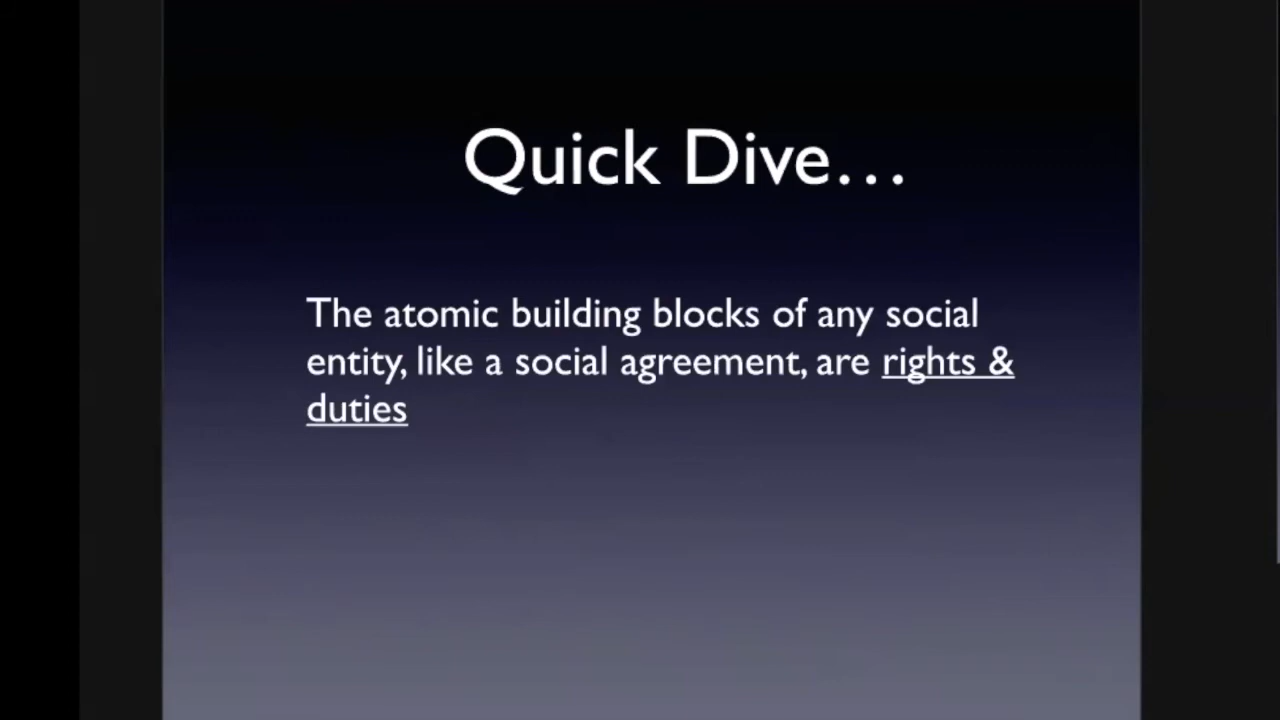 Quick Dive…
The atomic building blocks of any social
entity, like a social agreement, are rights &
duties